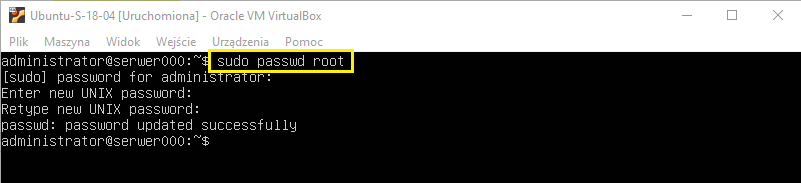 Ubuntu-S-18-04 [Uruchomiona] - Oracle VM VirtualBox
Plik Maszyna Widok Wejście Urządzenia Pomoc
administrator@serwer000:~$ sudo passwd root
[sudo] password for administrator:
Enter new UNIX password:
Retype new UNIX password:
passwd: password updated successfully
administrator@serwer000:~$